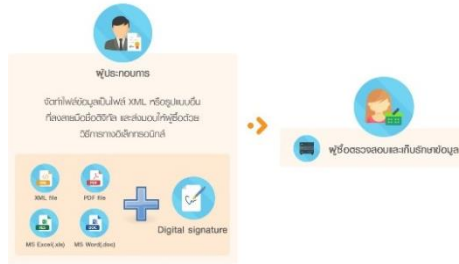 ผู้ประกอบการ
จัดทำไฟล์ข้อมูลเป็นไฟล์ XML หรือรูปแบบอื่น
ที่ลงลายมือชื่อดิจิทัล และส่งมอบให้ผู้ซื้อด้วย
วิธีการทางอิเล็กทรอนิกส์
XML file
PDF file
MS Excel(.xls)
MS Word(.doc)
Digital signature
ผู้ซื้อตรวจสอบและเก็บรักษาข้อมูล